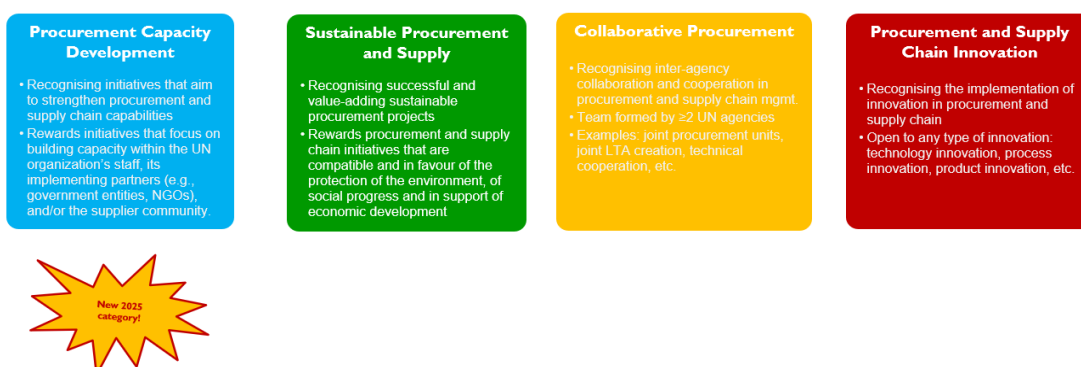 Procurement Capacity
Development
• Recognising initiatives that aim
to strengthen procurement and
supply chain capabilities
• Rewards initiatives that focus on
building capacity within the UN
organization's staff, its
implementing partners (e.g.,
government entities, NGOs),
and/or the supplier community.
New 2025
category!
Sustainable Procurement
and Supply
• Recognising successful and
value-adding sustainable
procurement projects
• Rewards procurement and supply
chain initiatives that are
compatible and in favour of the
protection of the environment, of
social progress and in support of
economic development
Collaborative Procurement
• Recognising inter-agency
collaboration and cooperation in
procurement and supply chain mgmt.
• Team formed by ≥2 UN agencies
• Examples: joint procurement units,
joint LTA creation, technical
cooperation, etc.
Procurement and Supply
Chain Innovation
• Recognising the implementation of
innovation in procurement and
supply chain
• Open to any type of innovation:
technology innovation, process
innovation, product innovation, etc.